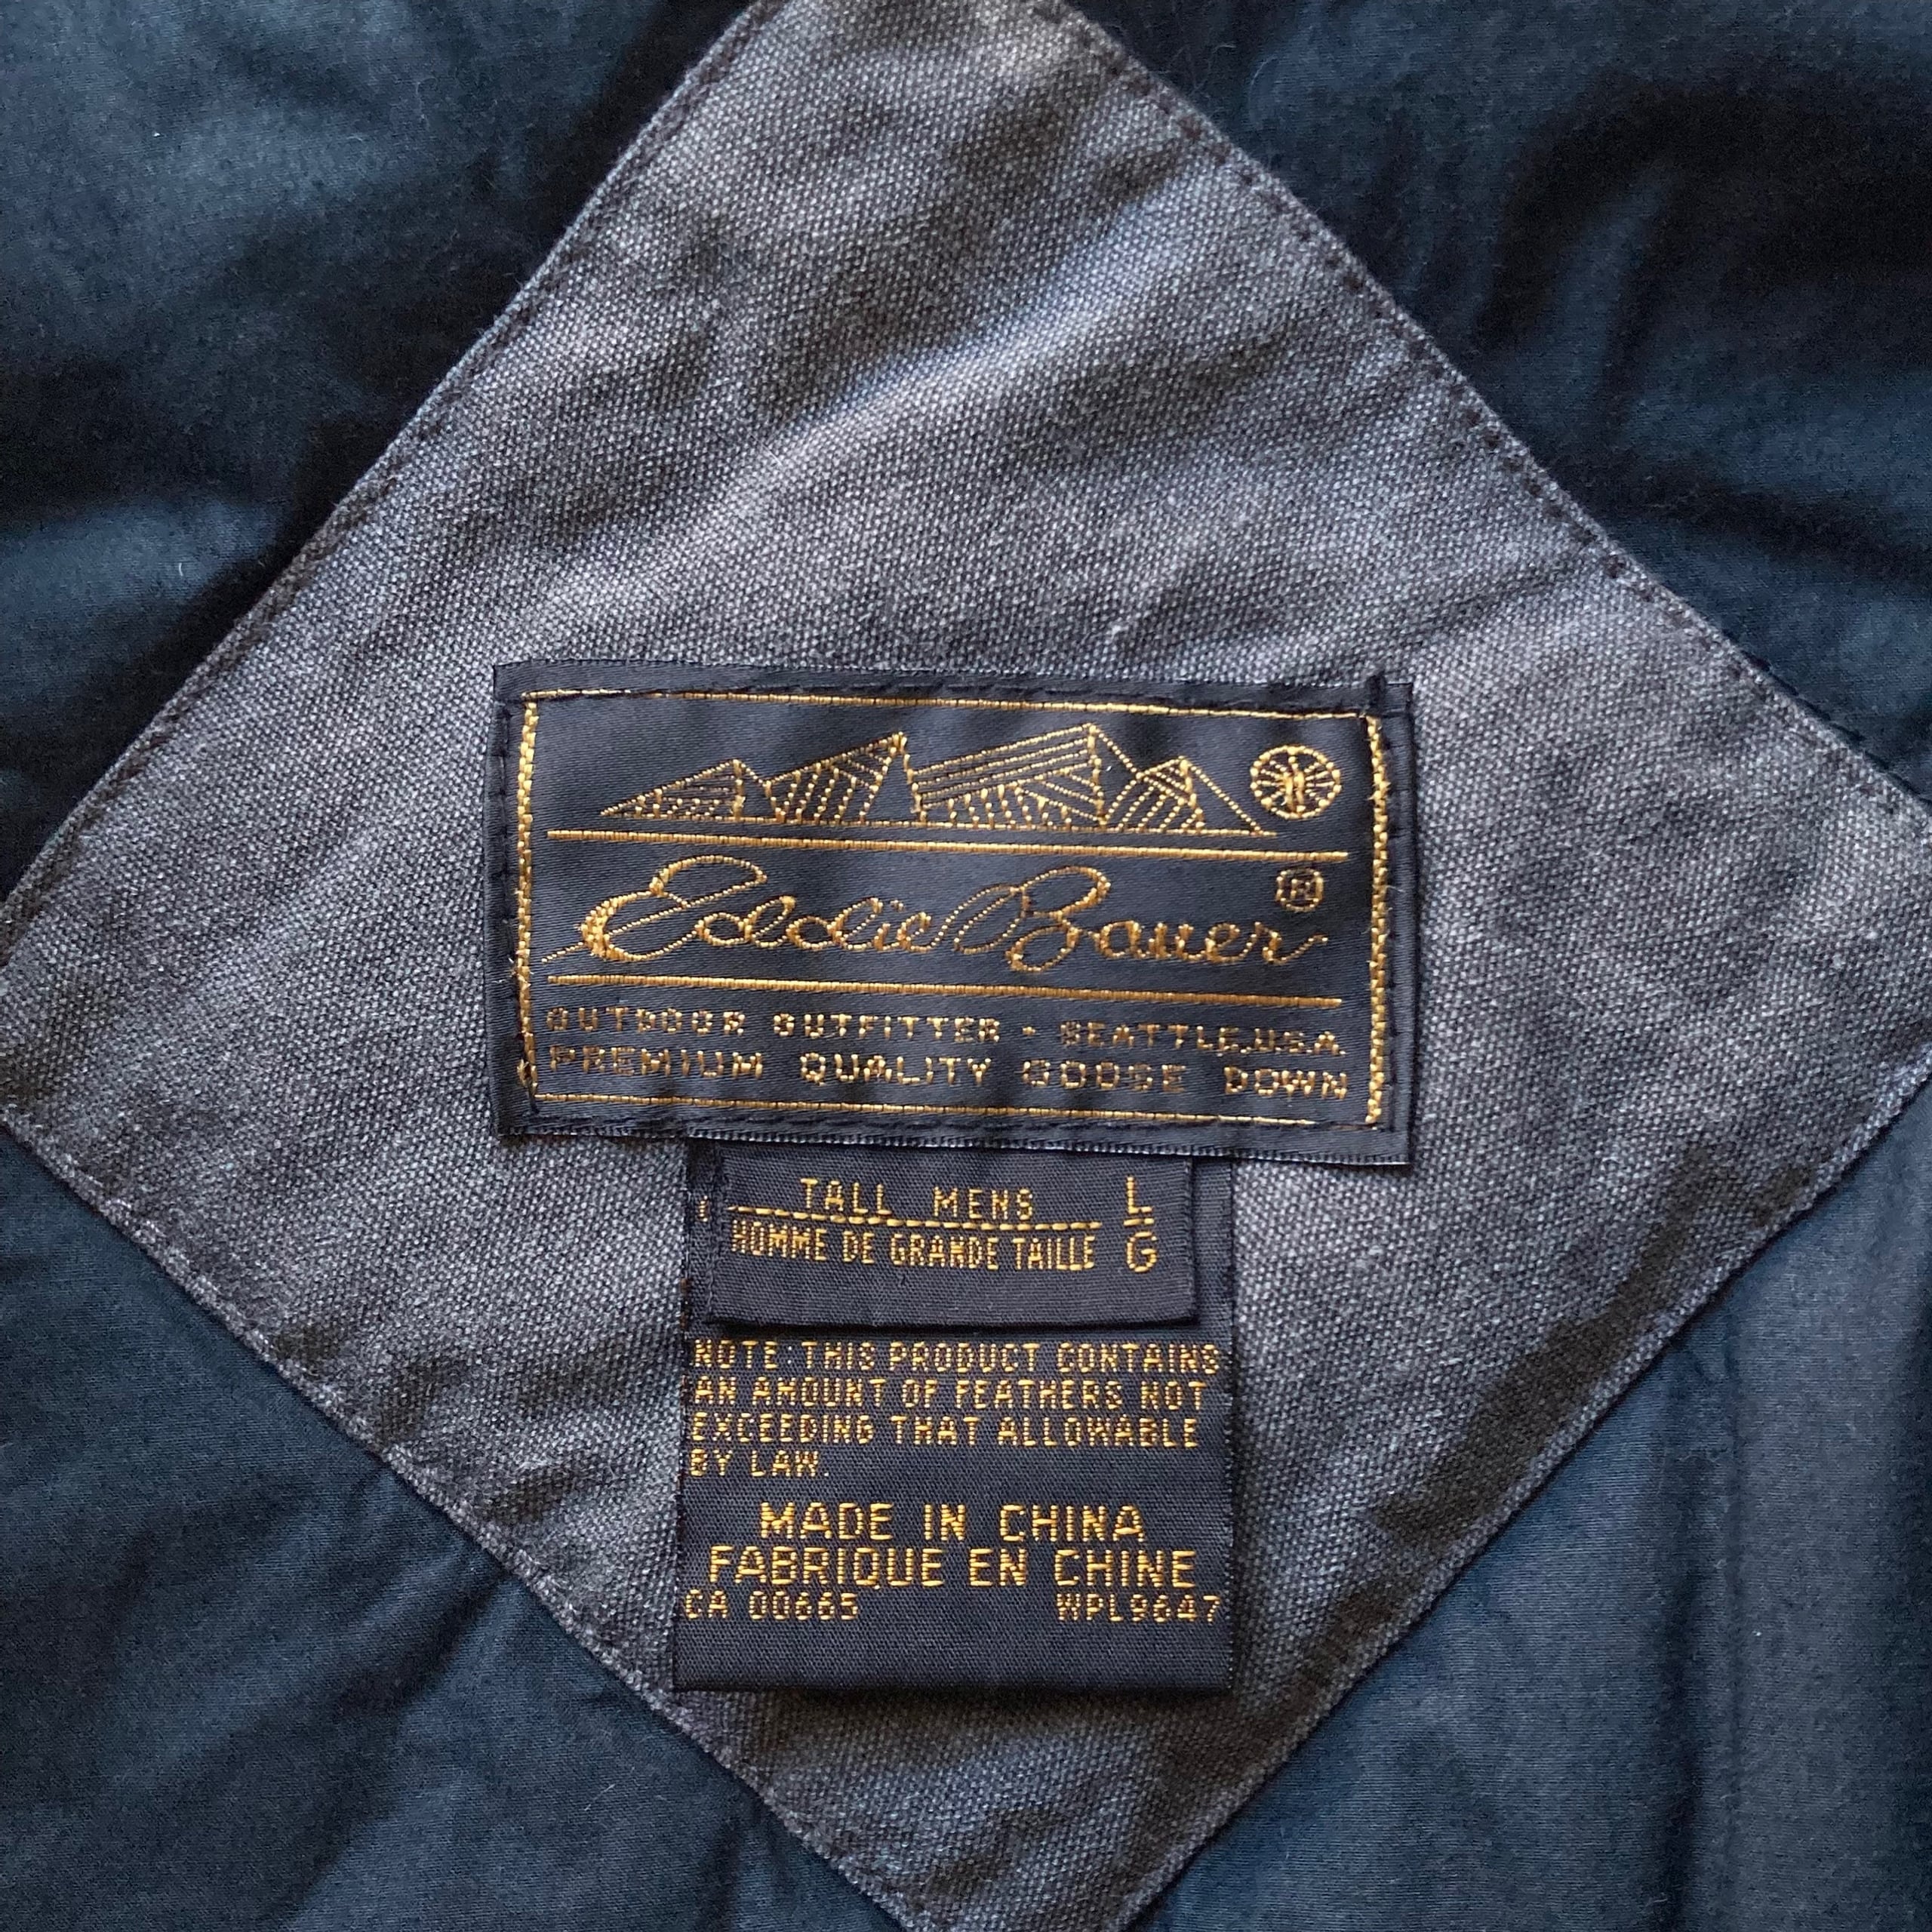 Eddie Bauer®
OUTDOOR OUTFITTER • SEATTLE, U.S.A.
PREMIUM QUALITY GOOSE DOWN
TALL MENS L
HOMME DE GRANDE TAILLE G
NOTE: THIS PRODUCT CONTAINS
AN AMOUNT OF FEATHERS NOT
EXCEEDING THAT ALLOWABLE
BY LAW.
MADE IN CHINA
FABRIQUE EN CHINE
CA 00665 WPL9647